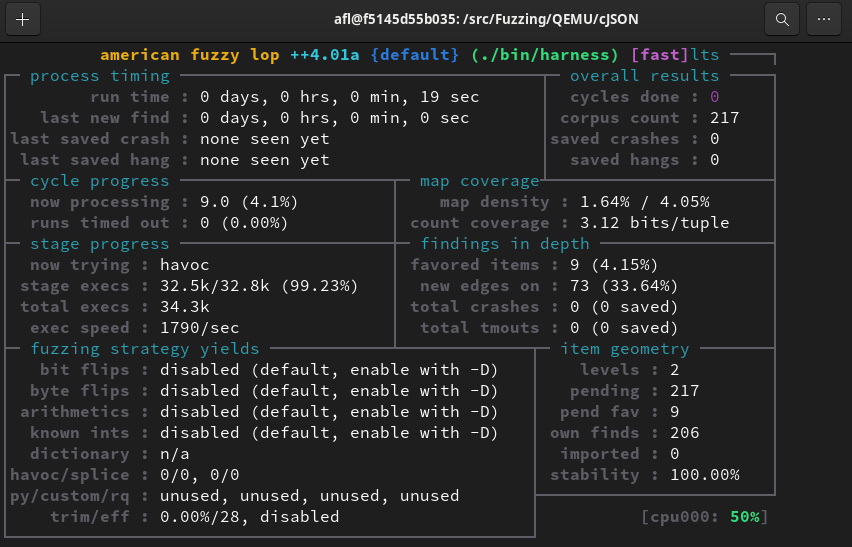 afl@f5145d55b035: /src/Fuzzing/QEMU/cJSON
american fuzzy lop ++4.01a {default} (./bin/harness) [fast]lts
process timing overall results
run time : 0 days, 0 hrs, 0 min, 19 sec cycles done : 0
last new find : 0 days, 0 hrs, 0 min, 0 sec corpus count : 217
last saved crash : none seen yet saved crashes : 0
last saved hang : none seen yet saved hangs : 0
cycle progress map coverage
now processing : 9.0 (4.1%) map density : 1.64% / 4.05%
runs timed out : 0 (0.00%) count coverage : 3.12 bits/tuple
stage progress findings in depth
now trying : havoc favored items : 9 (4.15%)
stage execs : 32.5k/32.8k (99.23%) new edges on : 73 (33.64%)
total execs : 34.3k total crashes : 0 (0 saved)
exec speed : 1790/sec total tmouts : 0 (0 saved)
fuzzing strategy yields item geometry
bit flips : disabled (default, enable with -D) levels : 2
byte flips : disabled (default, enable with -D) pending : 217
arithmetics : disabled (default, enable with -D) pend fav : 9
known ints : disabled (default, enable with -D) own finds : 206
dictionary : n/a imported : 0
havoc/splice : 0/0, 0/0 stability : 100.00%
py/custom/rq : unused, unused, unused, unused
trim/eff : 0.00%/28, disabled [cpu000: 50%]